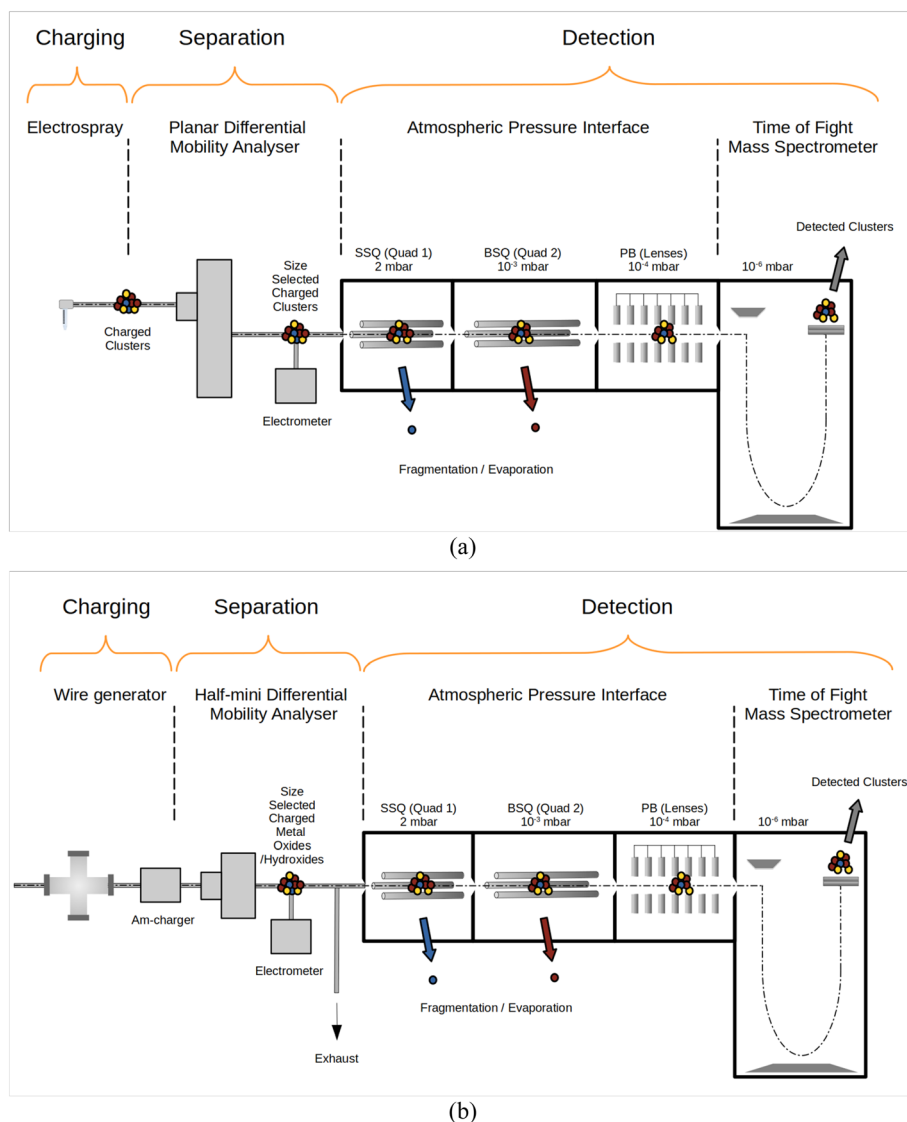 Charging Separation Detection
Electrospray Planar Differential Mobility Analyser Atmospheric Pressure Interface Time of Fight Mass Spectrometer
Detected Clusters
SSQ (Quad 1) BSQ (Quad 2) PB (Lenses)
2 mbar 10⁻³ mbar 10⁻⁴ mbar 10⁻⁶ mbar
Size
Selected
Charged
Clusters
Charged
Clusters
Electrometer
Fragmentation / Evaporation
(a)
Charging Separation Detection
Wire generator Half-mini Differential Mobility Analyser Atmospheric Pressure Interface Time of Fight Mass Spectrometer
Detected Clusters
Size
Selected
Charged
Metal
Oxides
/Hydroxides
SSQ (Quad 1) BSQ (Quad 2) PB (Lenses)
2 mbar 10⁻³ mbar 10⁻⁴ mbar 10⁻⁶ mbar
Am-charger
Electrometer
Fragmentation / Evaporation
Exhaust
(b)